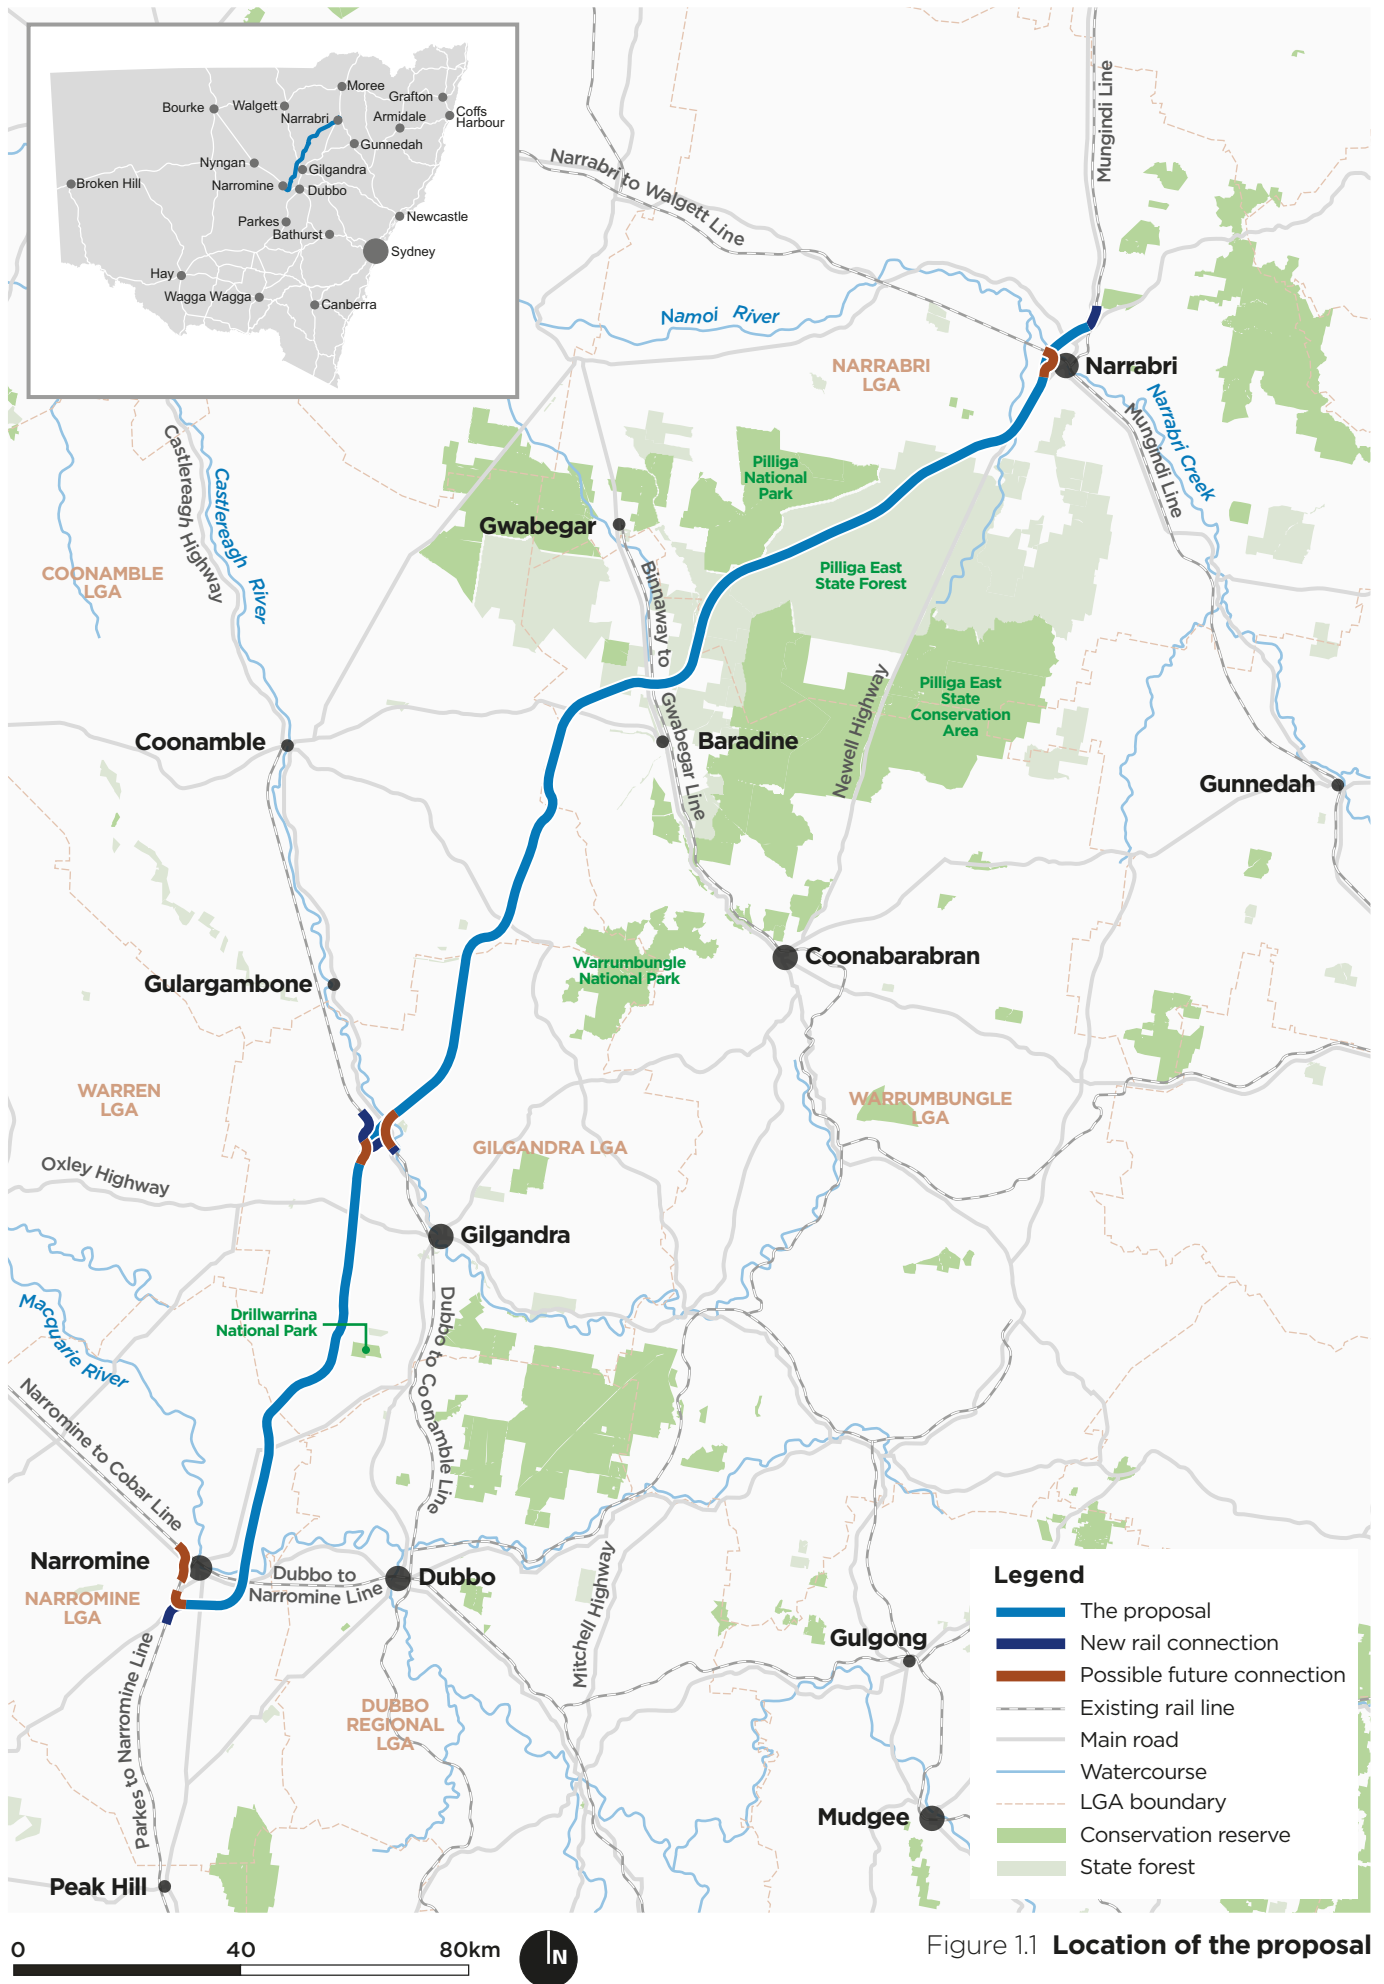 Moree
Grafton
Bourke
Walgett
Coffs
Harbour
Narrabri
Armidale
Gunnedah
Nyngan
Gilgandra
Broken Hill
Narromine
Dubbo
Newcastle
Parkes
Bathurst
Sydney
Hay
Wagga Wagga
Canberra
Mungindi Line
Narrabri to Walgett Line
Namoi River
NARRABRI
LGA
Narrabri
Narrabri Creek
Mungindi Line
Castlereagh Highway
Castlereagh River
Pilliga
National
Park
Gwabegar
COONAMBLE
LGA
Binnaway to
Gwabegar Line
Pilliga East
State Forest
Newell Highway
Pilliga East
State
Conservation
Area
Coonamble
Baradine
Gunnedah
Warrumbungle
National Park
Coonabarabran
Gulargambone
WARREN
LGA
WARRUMBUNGLE
LGA
GILGANDRA LGA
Oxley Highway
Gilgandra
Macquarie River
Drillwarrina
National Park
Dubbo to Coonamble Line
Narromine to Cobar Line
Narromine
Dubbo to
Narromine Line
Dubbo
NARROMINE
LGA
Mitchell Highway
Parkes to Narromine Line
DUBBO
REGIONAL
LGA
Gulgong
Mudgee
Peak Hill
Legend
The proposal
New rail connection
Possible future connection
Existing rail line
Main road
Watercourse
LGA boundary
Conservation reserve
State forest
0 40 80km
N
Figure 1.1 Location of the proposal